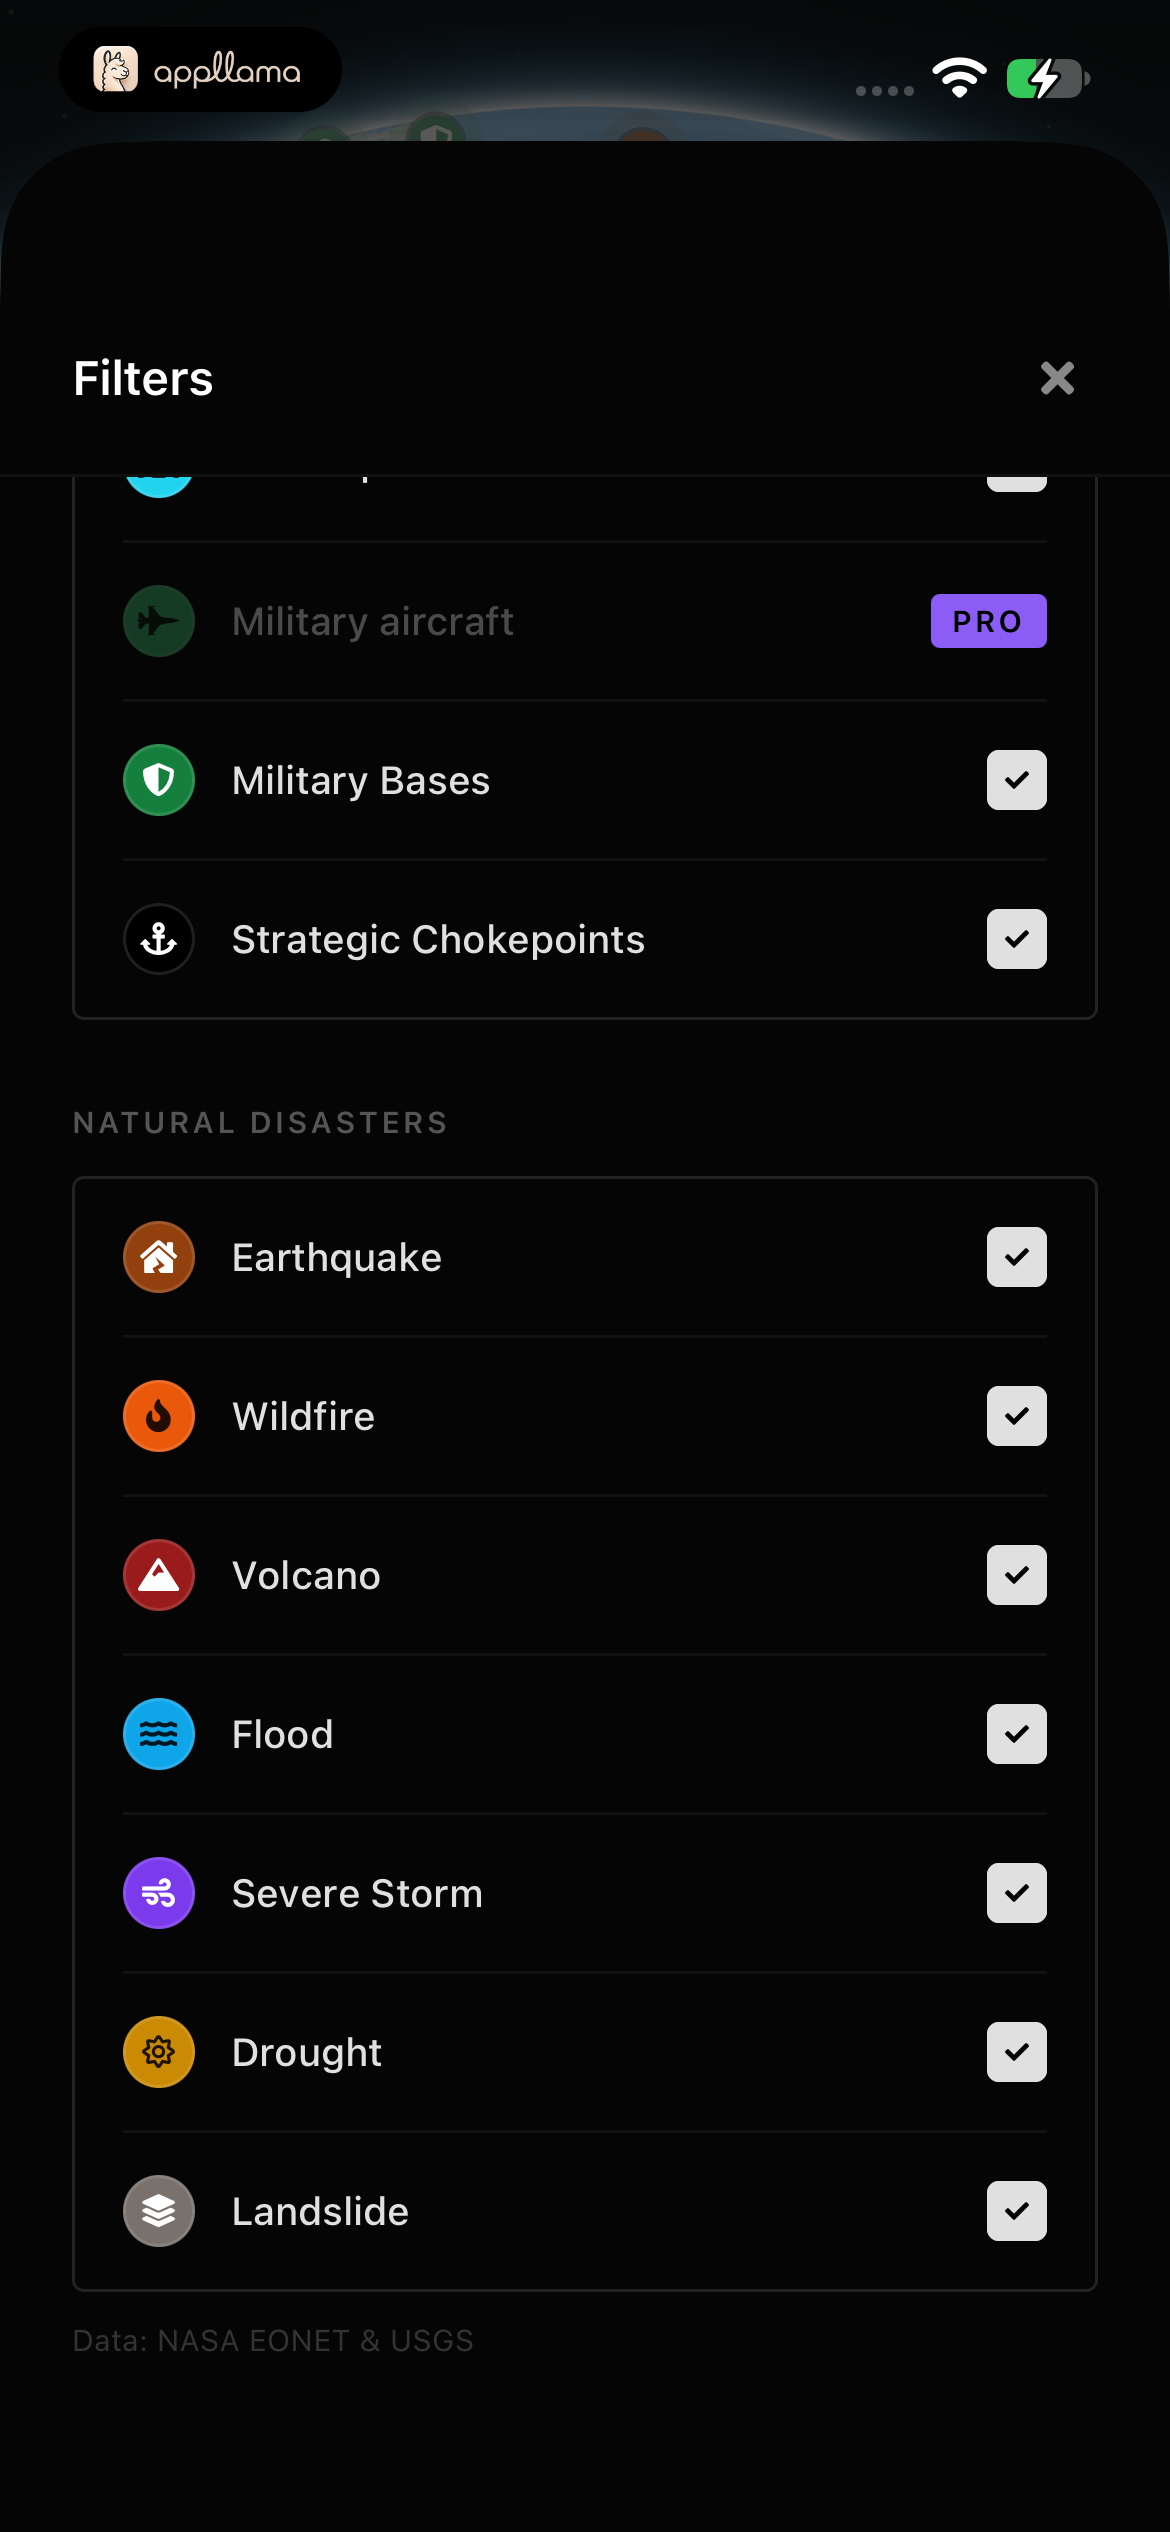 appllama
Filters
Military aircraft
PRO
Military Bases
Strategic Chokepoints
NATURAL DISASTERS
Earthquake
Wildfire
Volcano
Flood
Severe Storm
Drought
Landslide
Data: NASA EONET & USGS